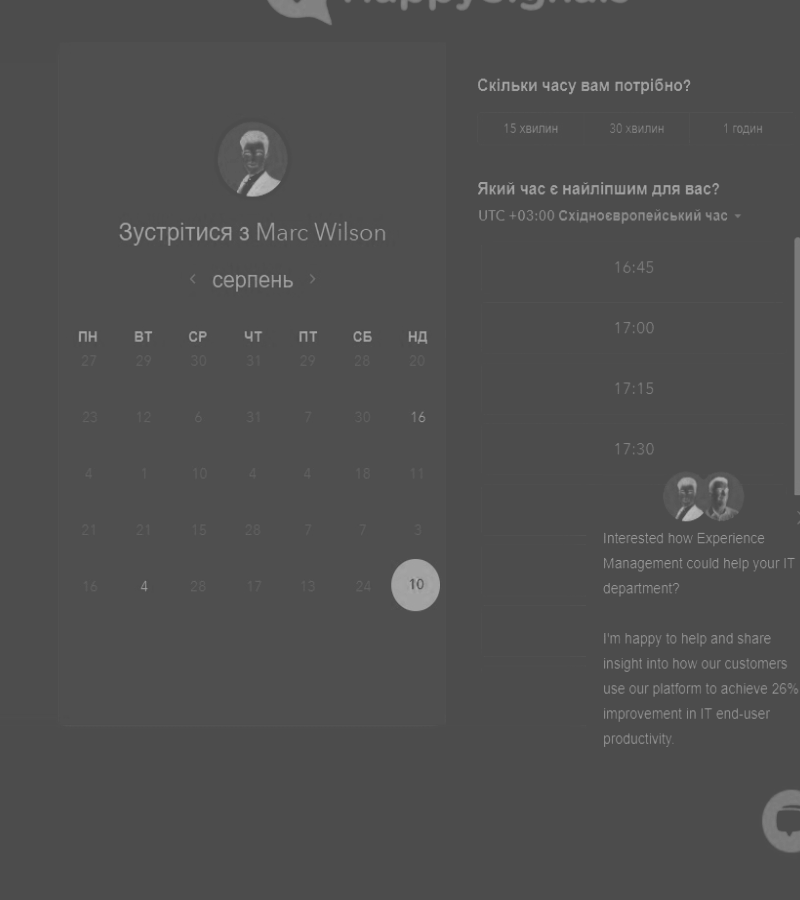 HappySignals
Зустрітися з Marc Wilson
серпень
ПН ВТ СР ЧТ ПТ СБ НД
27 29 30 31 29 28 20
23 12 6 31 7 30 16
4 1 10 4 4 18 11
21 21 15 28 7 7 3
16 4 28 17 13 24 10
Скільки часу вам потрібно?
15 хвилин 30 хвилин 1 годин
Який час є найліпшим для вас?
UTC +03:00 Східноєвропейський час
16:45
17:00
17:15
17:30
Interested how Experience
Management could help your IT
department?
I'm happy to help and share
insight into how our customers
use our platform to achieve 26%
improvement in IT end-user
productivity.